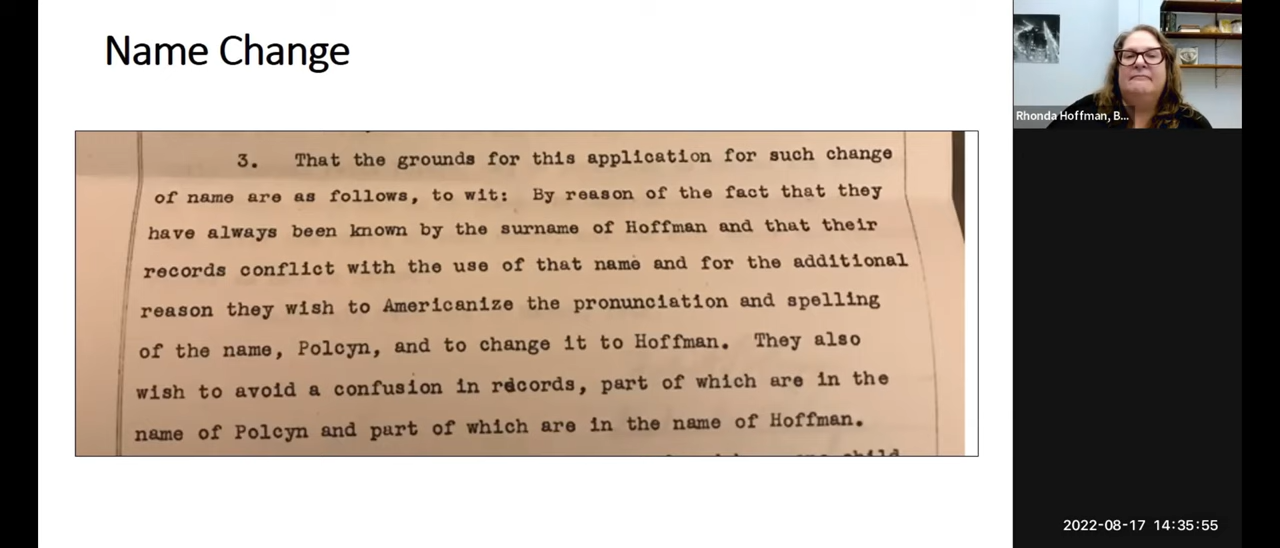 Name Change
3. That the grounds for this application for such change
of name are as follows, to wit: By reason of the fact that they
have always been known by the surname of Hoffman and that their
records conflict with the use of that name and for the additional
reason they wish to Americanize the pronunciation and spelling
of the name, Polcyn, and to change it to Hoffman. They also
wish to avoid a confusion in records, part of which are in the
name of Polcyn and part of which are in the name of Hoffman.
child
Rhonda Hoffman, B...
2022-08-17 14:35:55